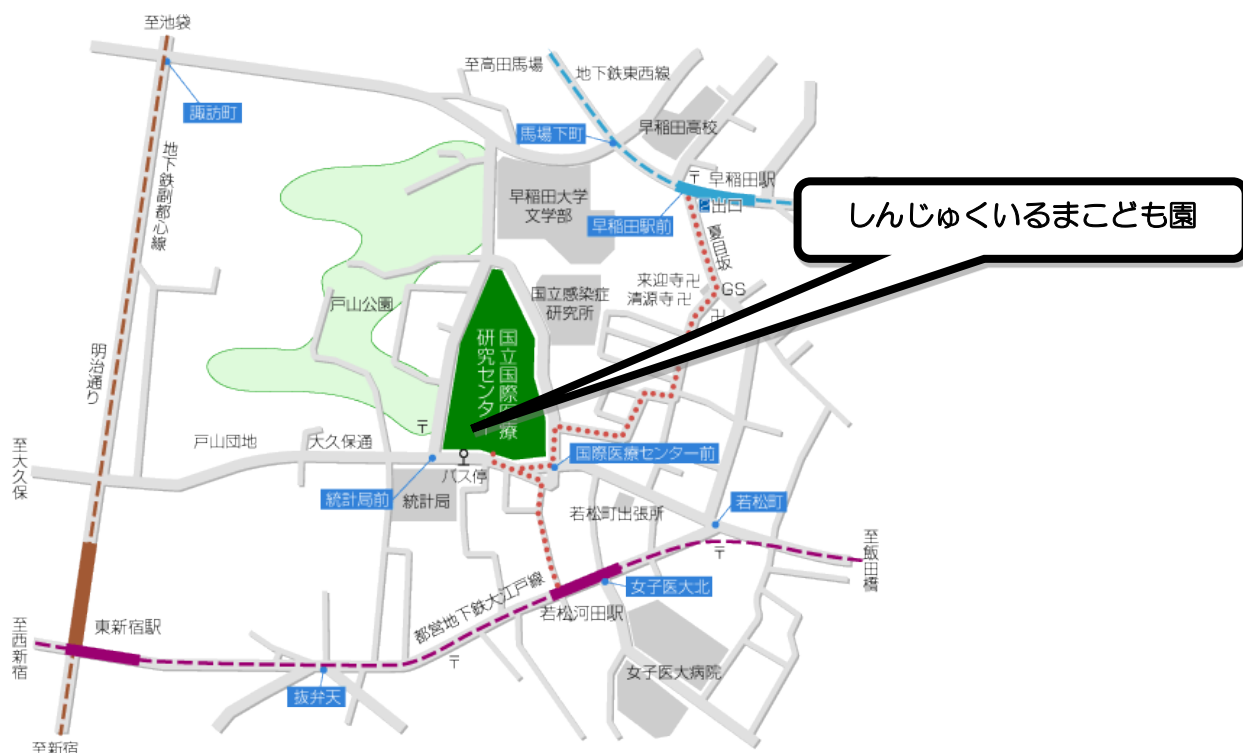 至池袋
至高田馬場
地下鉄東西線
諏訪町
馬場下町
早稲田高校
地下鉄副都心線
〒
早稲田駅
早稲田大学
文学部
出口
早稲田駅前
しんじゅくいるまこども園
夏目坂
来迎寺卍
清源寺卍
GS
卍
国立感染症
研究所
戸山公園
国立国際医療
研究センター
明治通り
〒
戸山団地
大久保通
至大久保
国際医療センター前
バス停
統計局前
統計局
若松町出張所
若松町
〒
至飯田橋
女子医大北
都営地下鉄大江戸線
若松河田駅
至西新宿
東新宿駅
〒
女子医大病院
抜弁天
至新宿